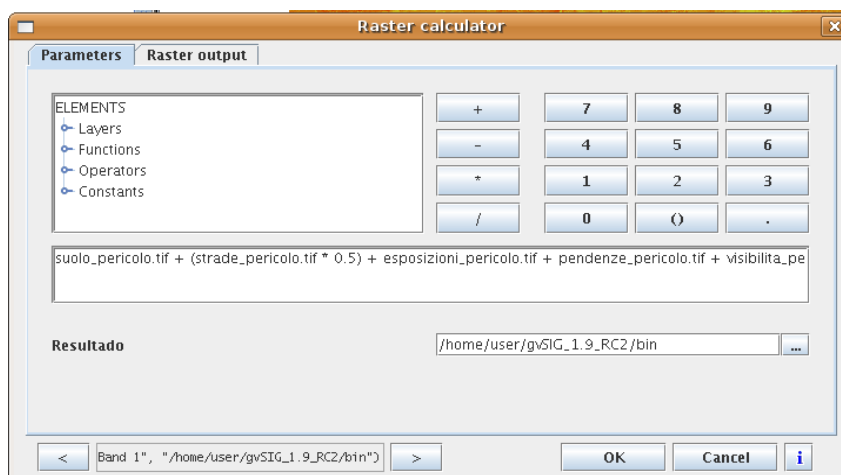 Raster calculator
Parameters Raster output
ELEMENTS
Layers
Functions
Operators
Constants
+ 7 8 9
- 4 5 6
* 1 2 3
/ 0 () .
suolo_pericolo.tif + (strade_pericolo.tif * 0.5) + esposizioni_pericolo.tif + pendenze_pericolo.tif + visibilita_pe
Resultado /home/user/gvSIG_1.9_RC2/bin ...
< Band 1", "/home/user/gvSIG_1.9_RC2/bin") > OK Cancel i